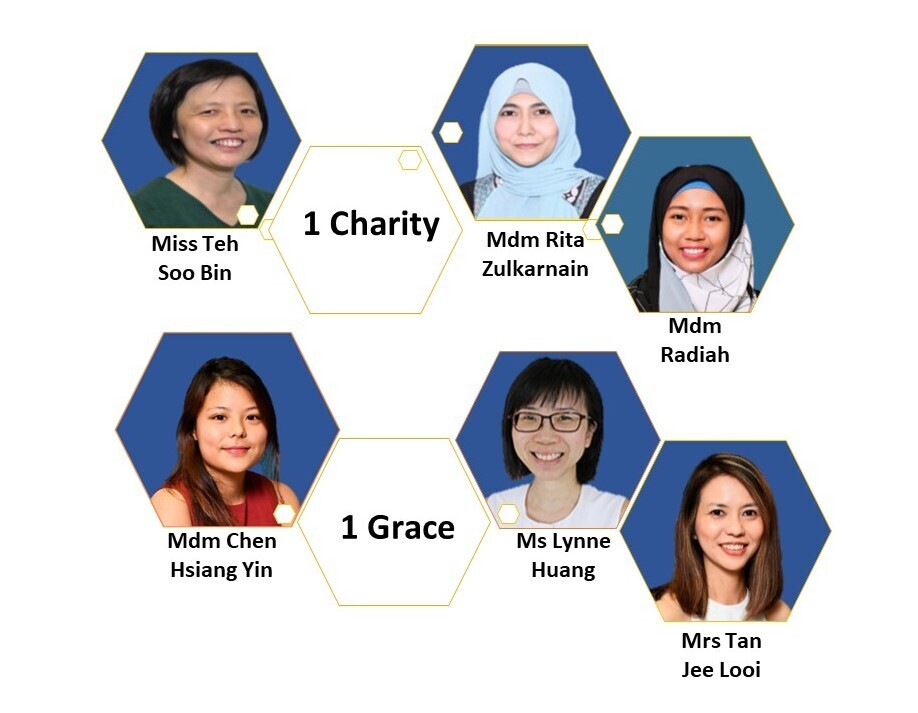 1 Charity
Miss Teh
Soo Bin
Mdm Rita
Zulkarnain
Mdm
Radiah
1 Grace
Mdm Chen
Hsiang Yin
Ms Lynne
Huang
Mrs Tan
Jee Looi